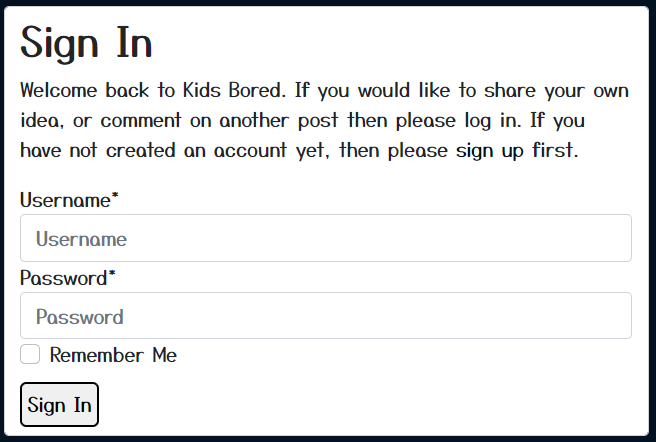 Sign In
Welcome back to Kids Bored. If you would like to share your own
idea, or comment on another post then please log in. If you
have not created an account yet, then please sign up first.
Username*
Username
Password*
Password
Remember Me
Sign In